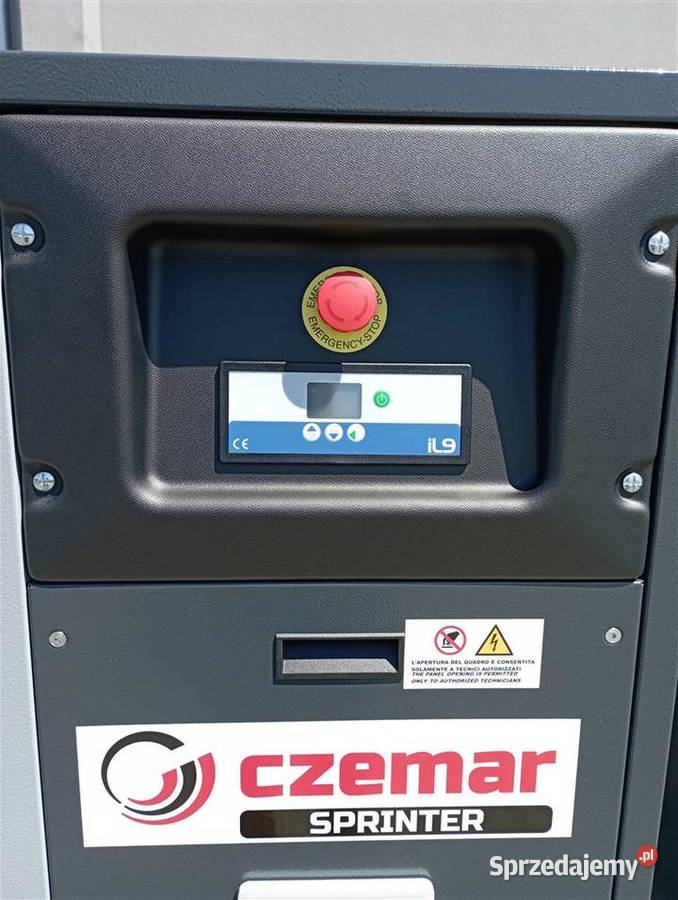 EMERGENCY-STOP
CE
iL9
L'APERTURA DEL QUADRO E CONSENTITA
SOLAMENTE A TECNICI AUTORIZZATI
THE PANEL OPENING IS PERMITTED
ONLY TO AUTHORIZED TECHNICIANS
czemar
SPRINTER
Sprzedajemy.pl